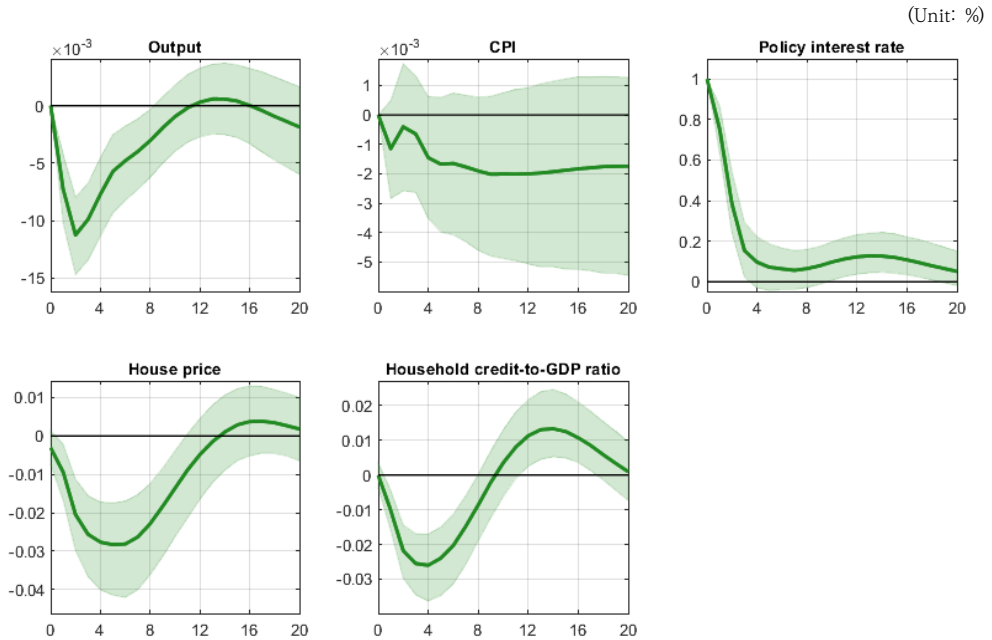 (Unit: %)
×10⁻³
Output
0
-5
-10
-15
0 4 8 12 16 20
×10⁻³
CPI
1
0
-1
-2
-3
-4
-5
0 4 8 12 16 20
Policy interest rate
1
0.8
0.6
0.4
0.2
0
0 4 8 12 16 20
House price
0.01
0
-0.01
-0.02
-0.03
-0.04
0 4 8 12 16 20
Household credit-to-GDP ratio
0.02
0.01
0
-0.01
-0.02
-0.03
0 4 8 12 16 20